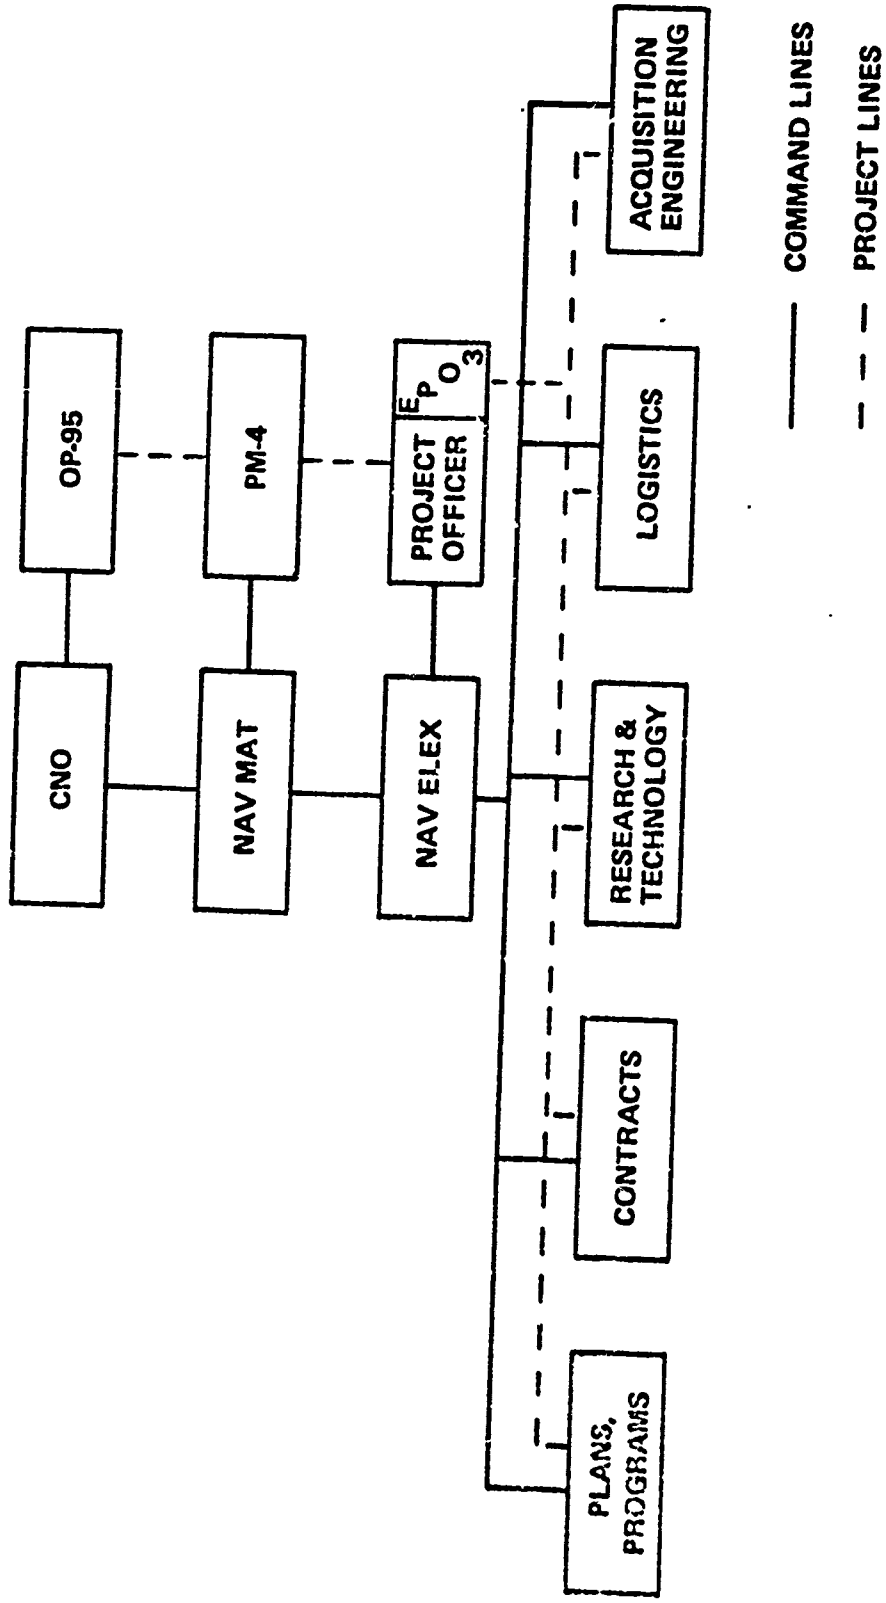 CNO
OP-95
NAV MAT
PM-4
NAV ELEX
PROJECT
OFFICER
EPO3
PLANS,
PROGRAMS
CONTRACTS
RESEARCH &
TECHNOLOGY
LOGISTICS
ACQUISITION
ENGINEERING
COMMAND LINES
PROJECT LINES